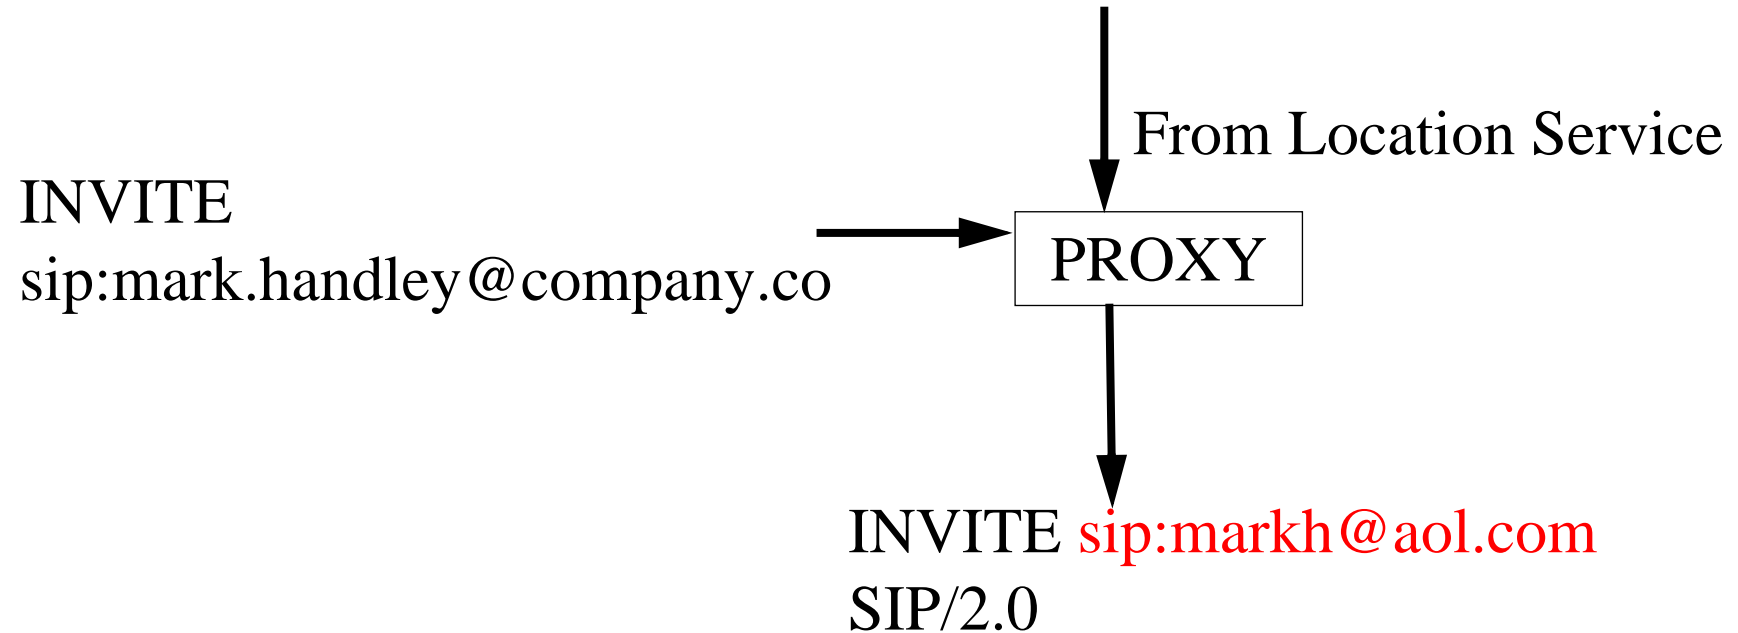 From Location Service
INVITE
sip:mark.handley@company.co
PROXY
INVITE sip:markh@aol.com
SIP/2.0